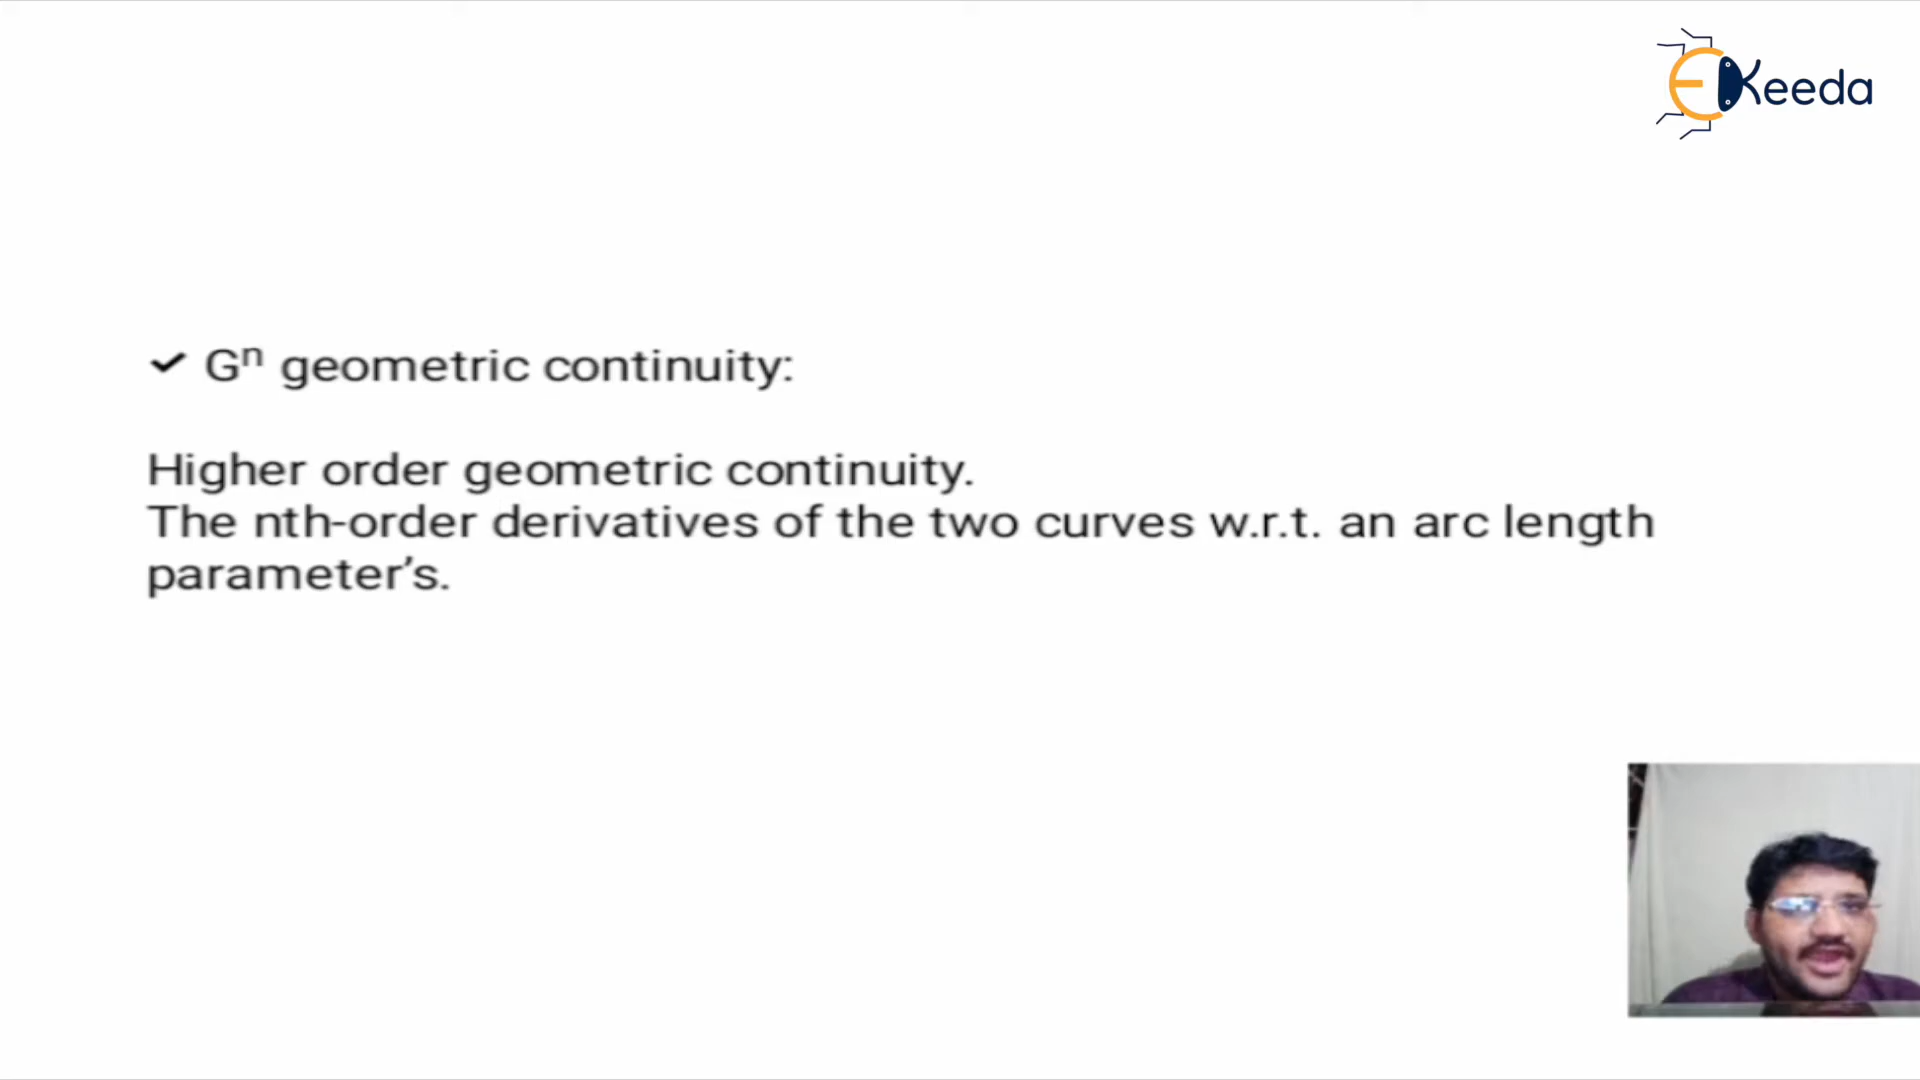 EKeeda
✓ Gⁿ geometric continuity:
Higher order geometric continuity.
The nth-order derivatives of the two curves w.r.t. an arc length
parameter’s.